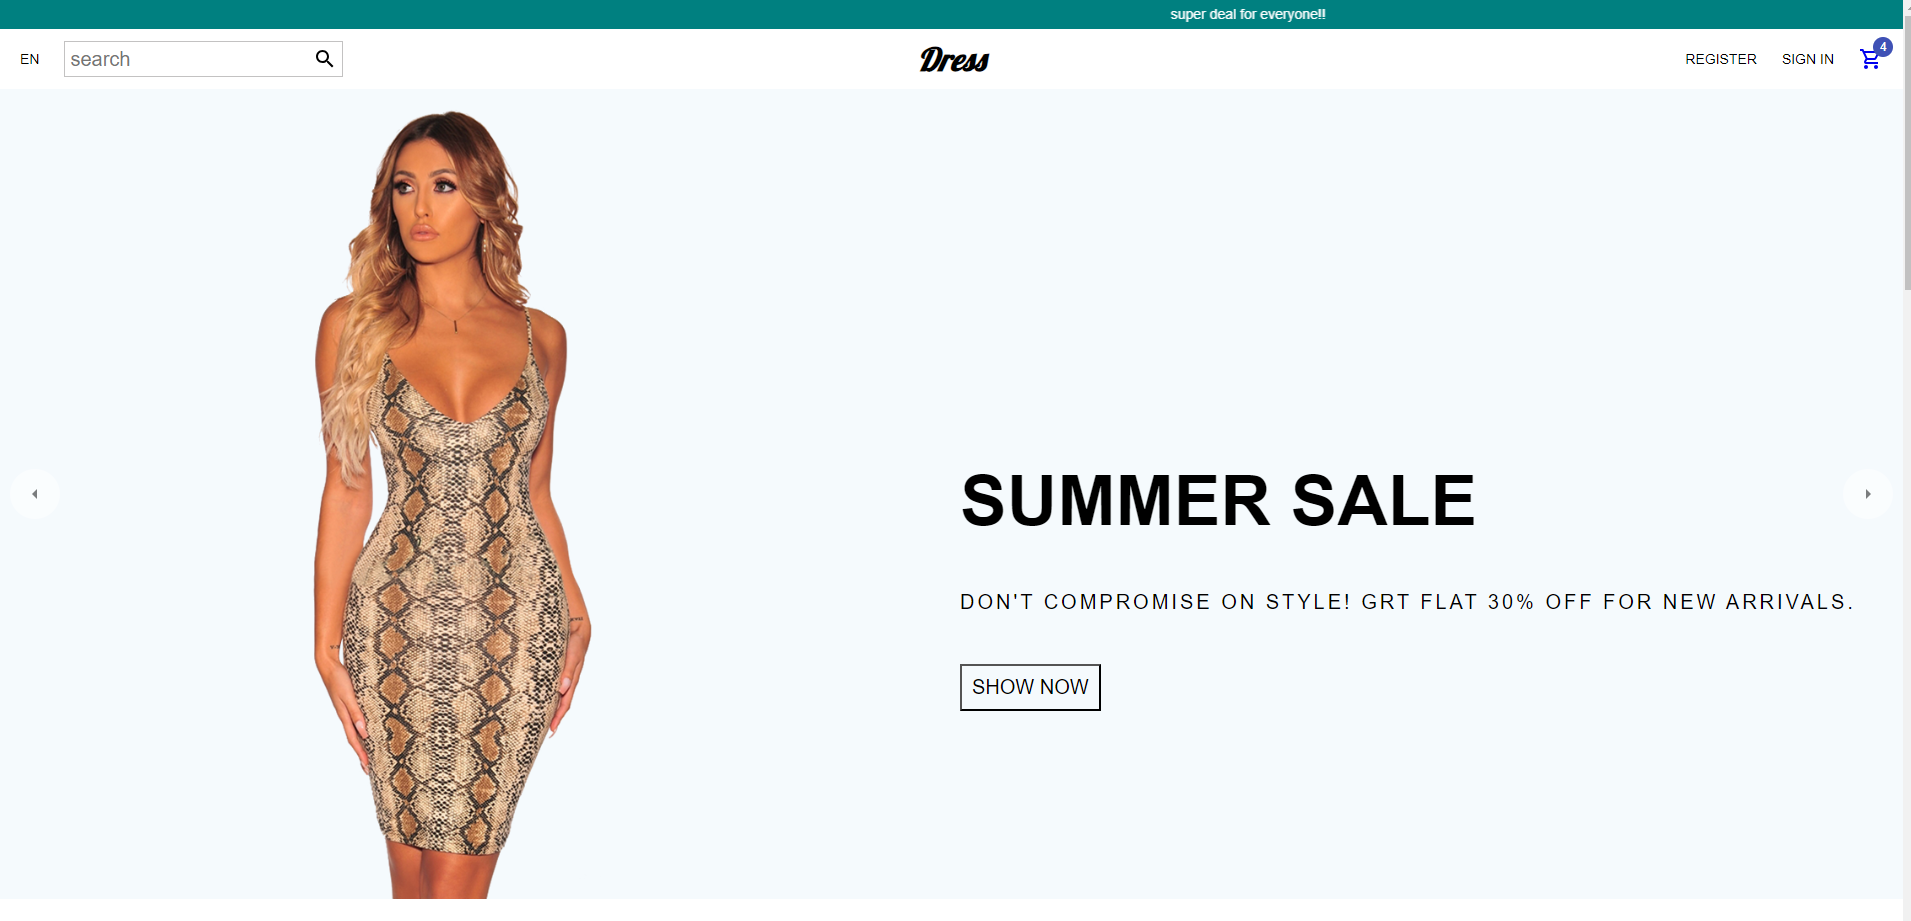 super deal for everyone!!
EN
search
Dress
REGISTER
SIGN IN
4
SUMMER SALE
DON'T COMPROMISE ON STYLE! GRT FLAT 30% OFF FOR NEW ARRIVALS.
SHOW NOW